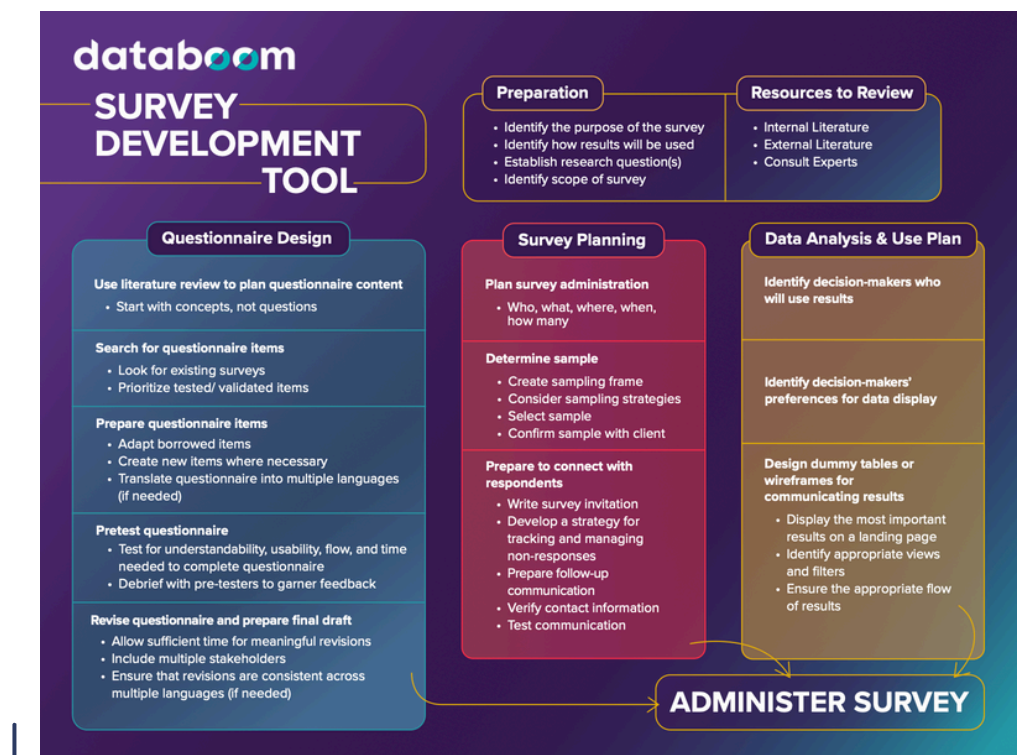 databoom
SURVEY
DEVELOPMENT
TOOL
Preparation
• Identify the purpose of the survey
• Identify how results will be used
• Establish research question(s)
• Identify scope of survey
Resources to Review
• Internal Literature
• External Literature
• Consult Experts
Questionnaire Design
Use literature review to plan questionnaire content
• Start with concepts, not questions
Search for questionnaire items
• Look for existing surveys
• Prioritize tested/ validated items
Prepare questionnaire items
• Adapt borrowed items
• Create new items where necessary
• Translate questionnaire into multiple languages
(if needed)
Pretest questionnaire
• Test for understandability, usability, flow, and time
needed to complete questionnaire
• Debrief with pre-testers to garner feedback
Revise questionnaire and prepare final draft
• Allow sufficient time for meaningful revisions
• Include multiple stakeholders
• Ensure that revisions are consistent across
multiple languages (if needed)
Survey Planning
Plan survey administration
• Who, what, where, when,
how many
Determine sample
• Create sampling frame
• Consider sampling strategies
• Select sample
• Confirm sample with client
Prepare to connect with
respondents
• Write survey invitation
• Develop a strategy for
tracking and managing
non-responses
• Prepare follow-up
communication
• Verify contact information
• Test communication
Data Analysis & Use Plan
Identify decision-makers who
will use results
Identify decision-makers'
preferences for data display
Design dummy tables or
wireframes for
communicating results
• Display the most important
results on a landing page
• Identify appropriate views
and filters
• Ensure the appropriate flow
of results
ADMINISTER SURVEY